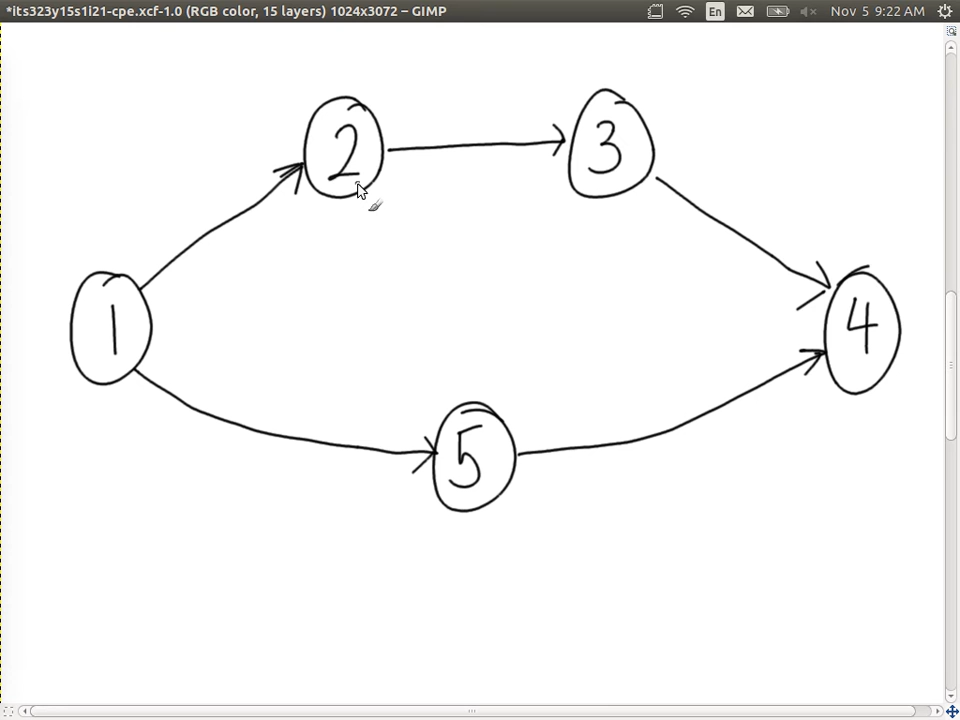 *its323y15s1i21-cpe.xcf-1.0 (RGB color, 15 layers) 1024x3072 – GIMP
En
Nov 5 9:22 AM
2
3
1
4
5